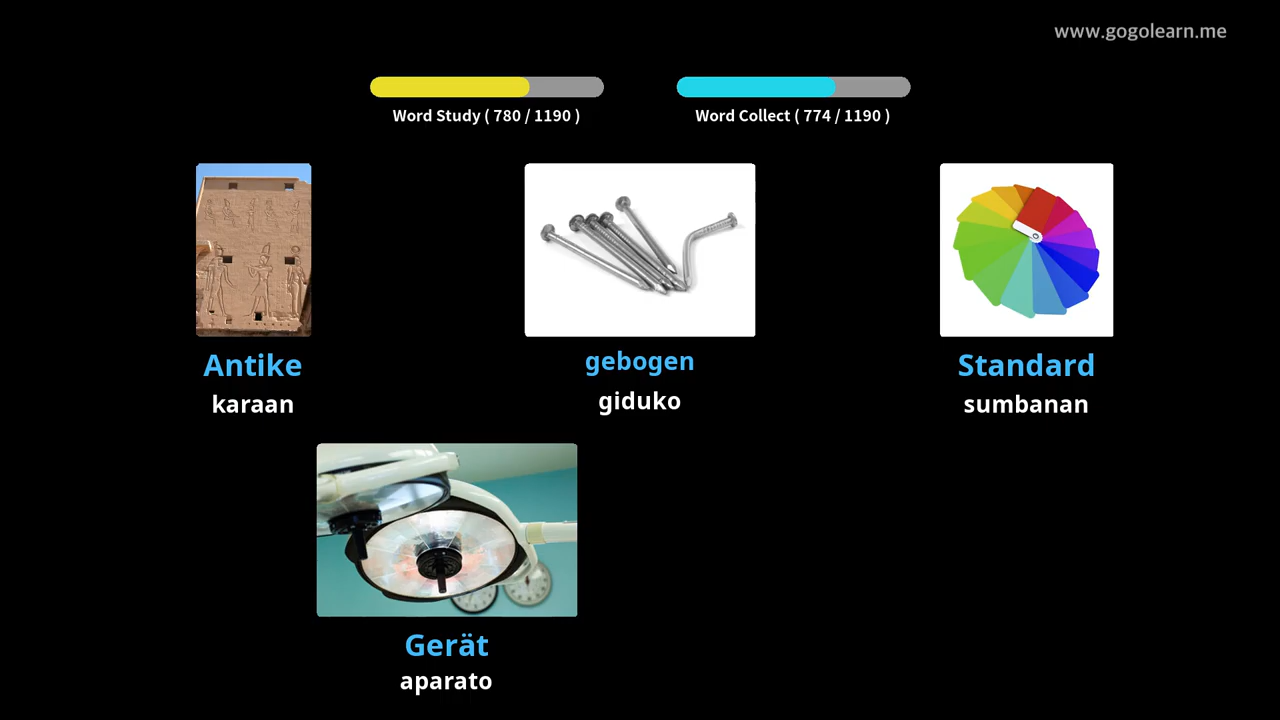 www.gogolearn.me
Word Study ( 780 / 1190 )
Word Collect ( 774 / 1190 )
Antike
karaan
gebogen
giduko
Standard
sumbanan
Gerät
aparato